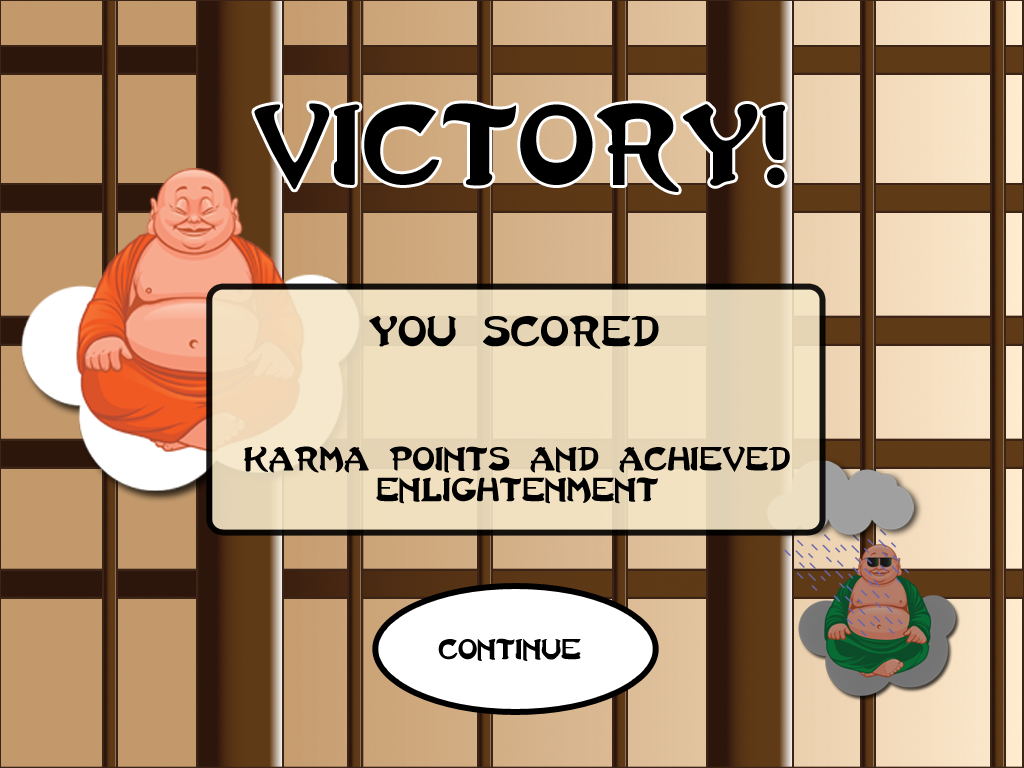 VICTORY!
YOU SCORED
KARMA POINTS AND ACHIEVED
ENLIGHTENMENT
CONTINUE